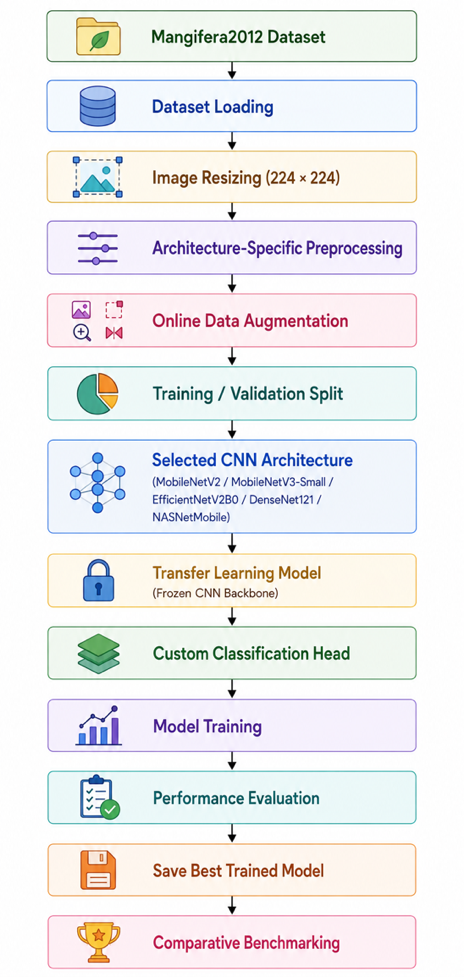 Mangifera2012 Dataset
Dataset Loading
Image Resizing (224 × 224)
Architecture-Specific Preprocessing
Online Data Augmentation
Training / Validation Split
Selected CNN Architecture
(MobileNetV2 / MobileNetV3-Small /
EfficientNetV2B0 / DenseNet121 /
NASNetMobile)
Transfer Learning Model
(Frozen CNN Backbone)
Custom Classification Head
Model Training
Performance Evaluation
Save Best Trained Model
Comparative Benchmarking